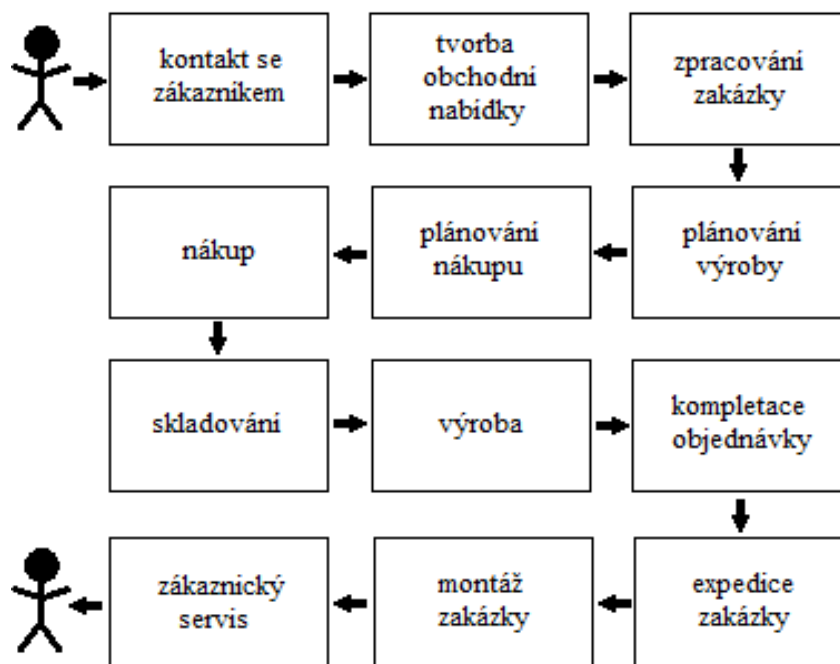 kontakt se
zákazníkem
tvorba
obchodní
nabídky
zpracování
zakázky
nákup
plánování
nákupu
plánování
výroby
skladování
výroba
kompletace
objednávky
zákaznický
servis
montáž
zakázky
expedice
zakázky